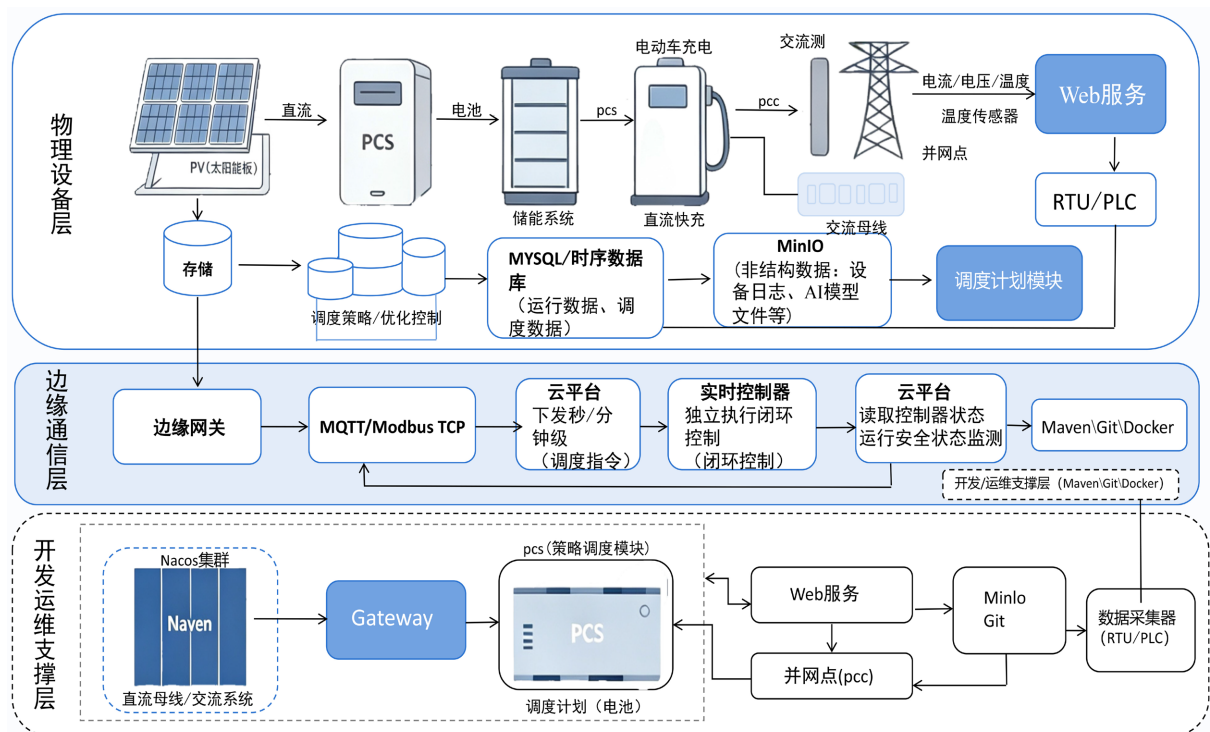 物理设备层
PV(太阳能板)
直流
PCS
电池
储能系统
pcs
电动车充电
直流快充
pcc
交流测
交流母线
电流/电压/温度
温度传感器
并网点
Web服务
RTU/PLC
存储
调度策略/优化控制
MYSQL/时序数据
库
（运行数据、调
度数据）
MinIO
(非结构数据：设
备日志、AI模型
文件等)
调度计划模块
边缘通信层
边缘网关
MQTT/Modbus TCP
云平台
下发秒/分
钟级
（调度指令）
实时控制器
独立执行闭环
控制
（闭环控制）
云平台
读取控制器状态
运行安全状态监测
Maven\Git\Docker
开发/运维支撑层（Maven\Git\Docker）
开发运维支撑层
Nacos集群
Naven
直流母线/交流系统
Gateway
pcs(策略调度模块)
PCS
调度计划（电池）
Web服务
并网点(pcc)
Minlo
Git
数据采集器
(RTU/PLC)